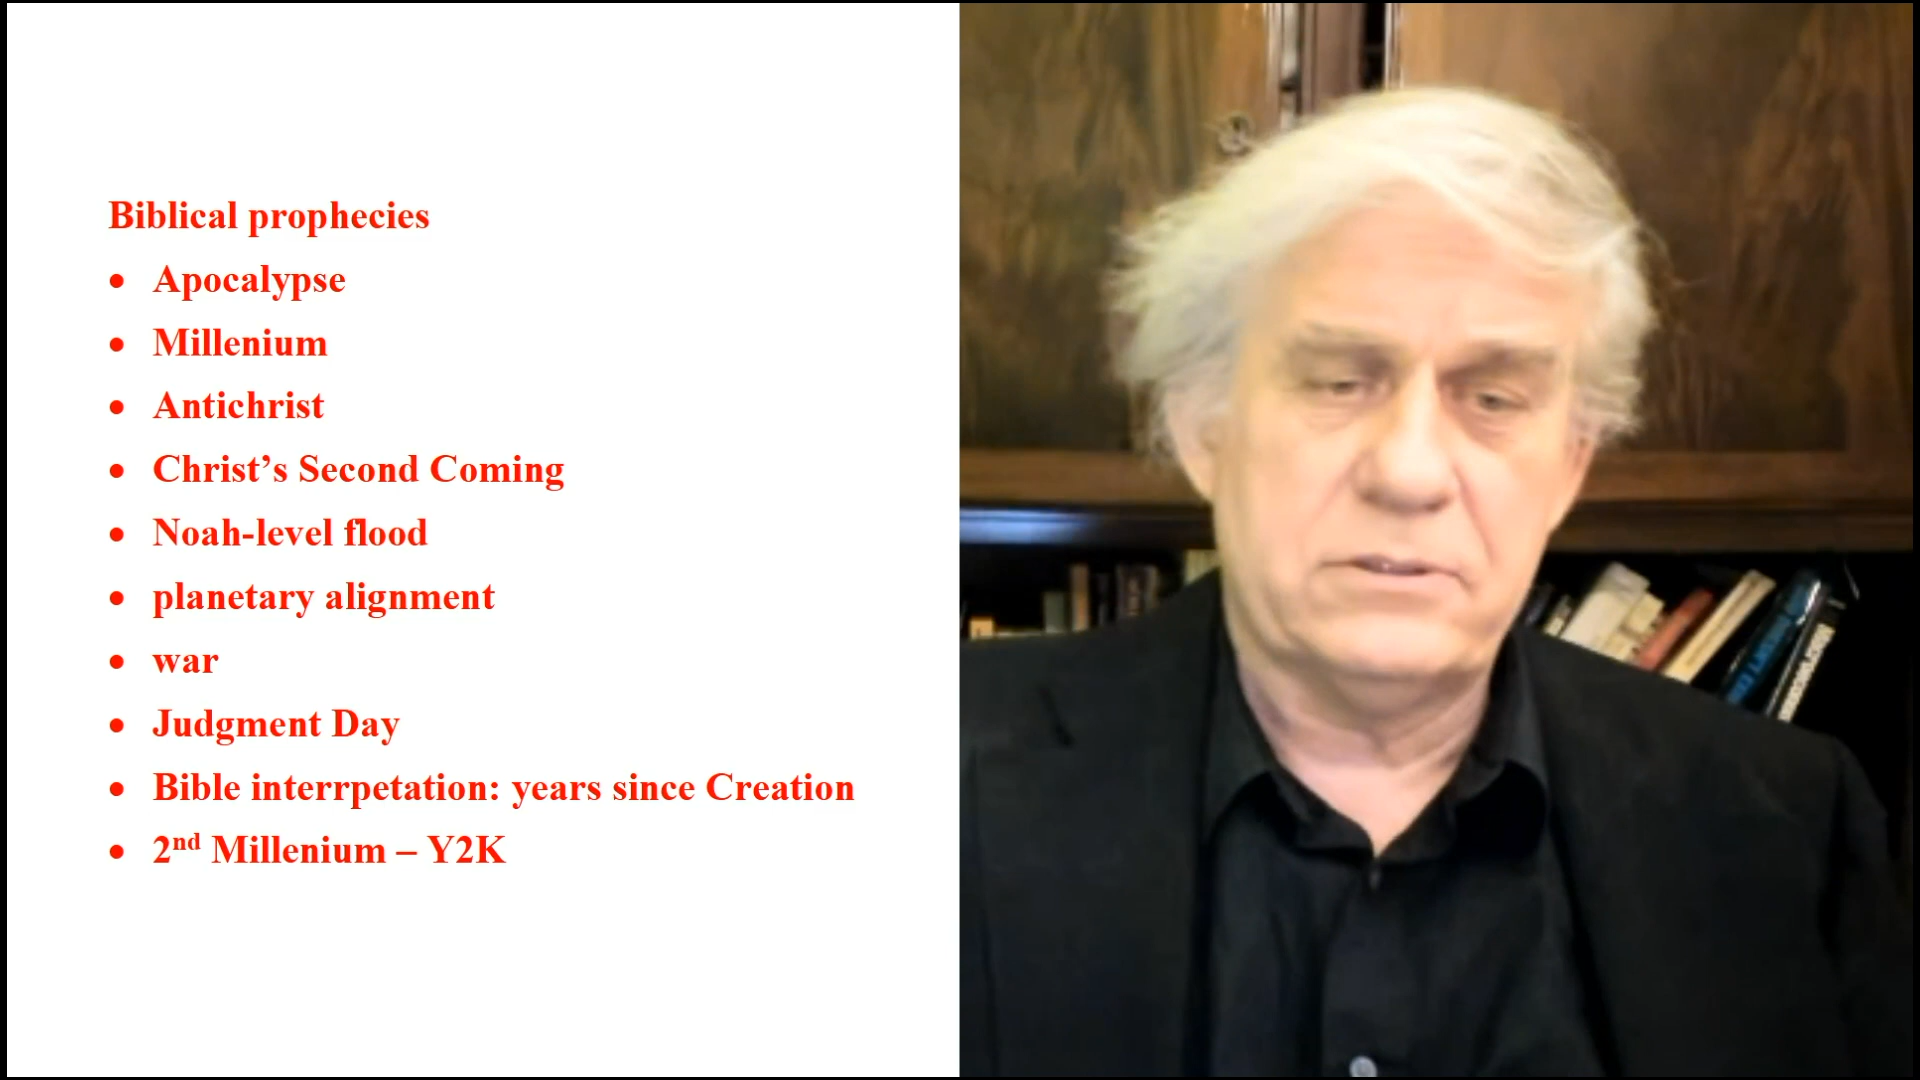 Biblical prophecies
• Apocalypse
• Millenium
• Antichrist
• Christ’s Second Coming
• Noah-level flood
• planetary alignment
• war
• Judgment Day
• Bible interrpetation: years since Creation
• 2nd Millenium – Y2K